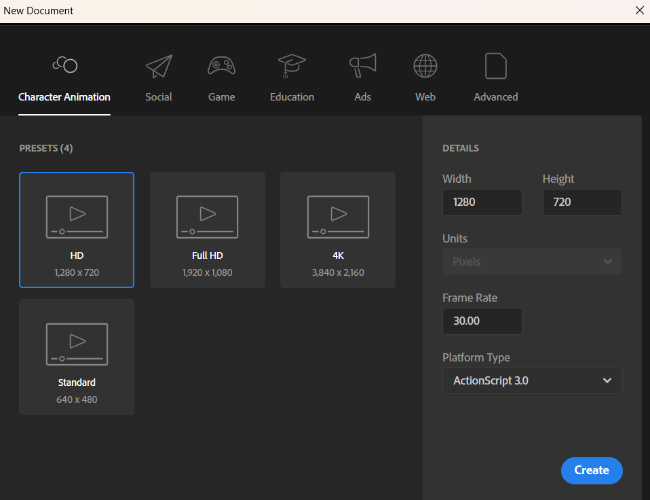 New Document
Character Animation
Social
Game
Education
Ads
Web
Advanced
PRESETS (4)
HD
1,280 x 720
Full HD
1,920 x 1,080
4K
3,840 x 2,160
Standard
640 x 480
DETAILS
Width
Height
1280
720
Units
Pixels
Frame Rate
30.00
Platform Type
ActionScript 3.0
Create